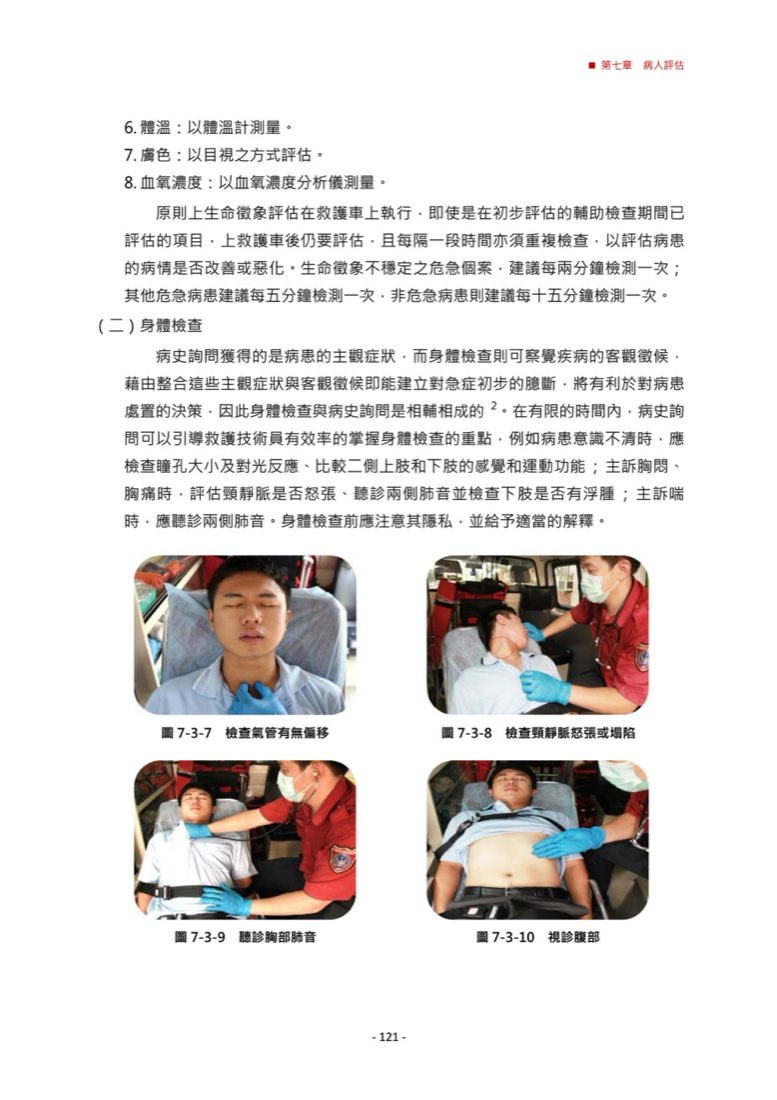 ■ 第七章 病人評估
6. 體溫：以體溫計測量。
7. 膚色：以目視之方式評估。
8. 血氧濃度：以血氧濃度分析儀測量。
原則上生命徵象評估在救護車上執行，即使是在初步評估的輔助檢查期間已
評估的項目，上救護車後仍要評估，且每隔一段時間亦須重複檢查，以評估病患
的病情是否改善或惡化。生命徵象不穩定之危急個案，建議每兩分鐘檢測一次；
其他危急病患建議每五分鐘檢測一次，非危急病患則建議每十五分鐘檢測一次。
（二）身體檢查
病史詢問獲得的是病患的主觀症狀，而身體檢查則可察覺疾病的客觀徵候，
藉由整合這些主觀症狀與客觀徵候即能建立對急症初步的臆斷，將有利於對病患
處置的決策，因此身體檢查與病史詢問是相輔相成的 2。在有限的時間內，病史詢
問可以引導救護技術員有效率的掌握身體檢查的重點，例如病患意識不清時，應
檢查瞳孔大小及對光反應、比較二側上肢和下肢的感覺和運動功能；主訴胸悶、
胸痛時，評估頸靜脈是否怒張、聽診兩側肺音並檢查下肢是否有浮腫；主訴喘
時，應聽診兩側肺音。身體檢查前應注意其隱私，並給予適當的解釋。
圖 7-3-7 檢查氣管有無偏移
圖 7-3-8 檢查頸靜脈怒張或塌陷
圖 7-3-9 聽診胸部肺音
圖 7-3-10 視診腹部
- 121 -